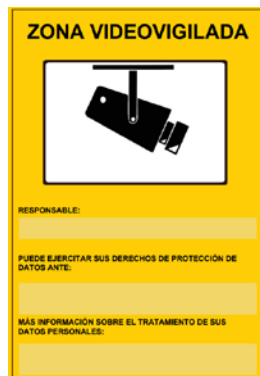 ZONA VIDEOVIGILADA
RESPONSABLE:
PUEDE EJERCITAR SUS DERECHOS DE PROTECCIÓN DE
DATOS ANTE:
MÁS INFORMACIÓN SOBRE EL TRATAMIENTO DE SUS
DATOS PERSONALES: